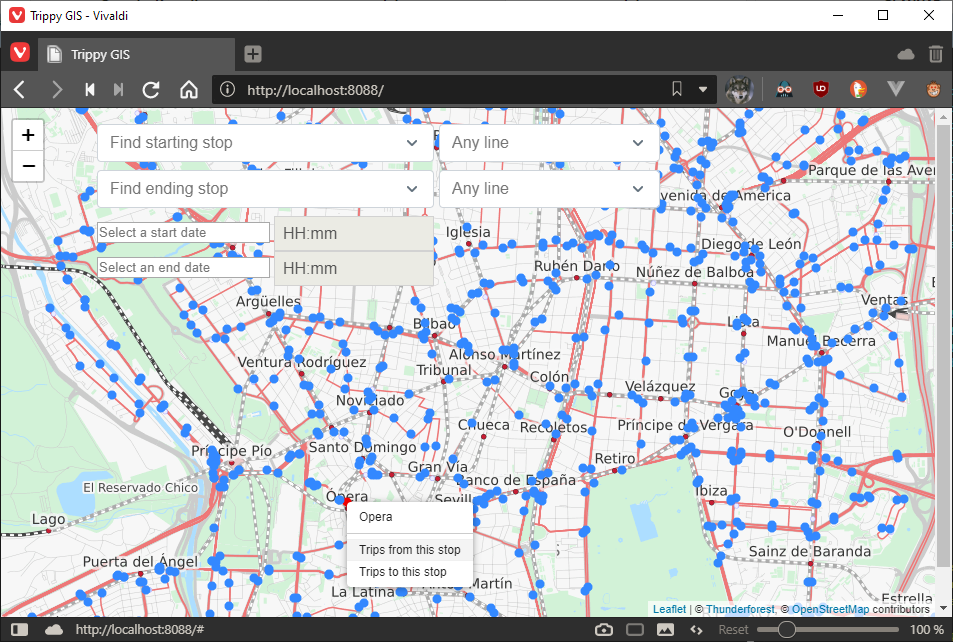 Trippy GIS - Vivaldi
Trippy GIS
http://localhost:8088/
+
−
Find starting stop
Any line
Find ending stop
Any line
Parque de las Aven
venida de América
Select a start date
HH:mm
Iglesia
Diego de León
Select an end date
HH:mm
Rubén Darío
Núñez de Balboa
Argüelles
Ventas
Bilbao
Lista
Manuel Becerra
Alonso Martínez
Ventura Rodríguez
Tribunal
Colón
Velázquez
Goya
Noviciado
Chueca
Recoletos
Príncipe de Vergara
O'Donnell
Santo Domingo
Príncipe Pío
Gran Vía
Retiro
Banco de España
El Reservado Chico
Ópera
Sevill
Ibiza
Lago
Opera
Trips from this stop
Sainz de Baranda
Puerta del Ángel
Trips to this stop
Martín
La Latina
Estrella
Leaflet | © Thunderforest, © OpenStreetMap contributors
http://localhost:8088/#
Reset
100 %